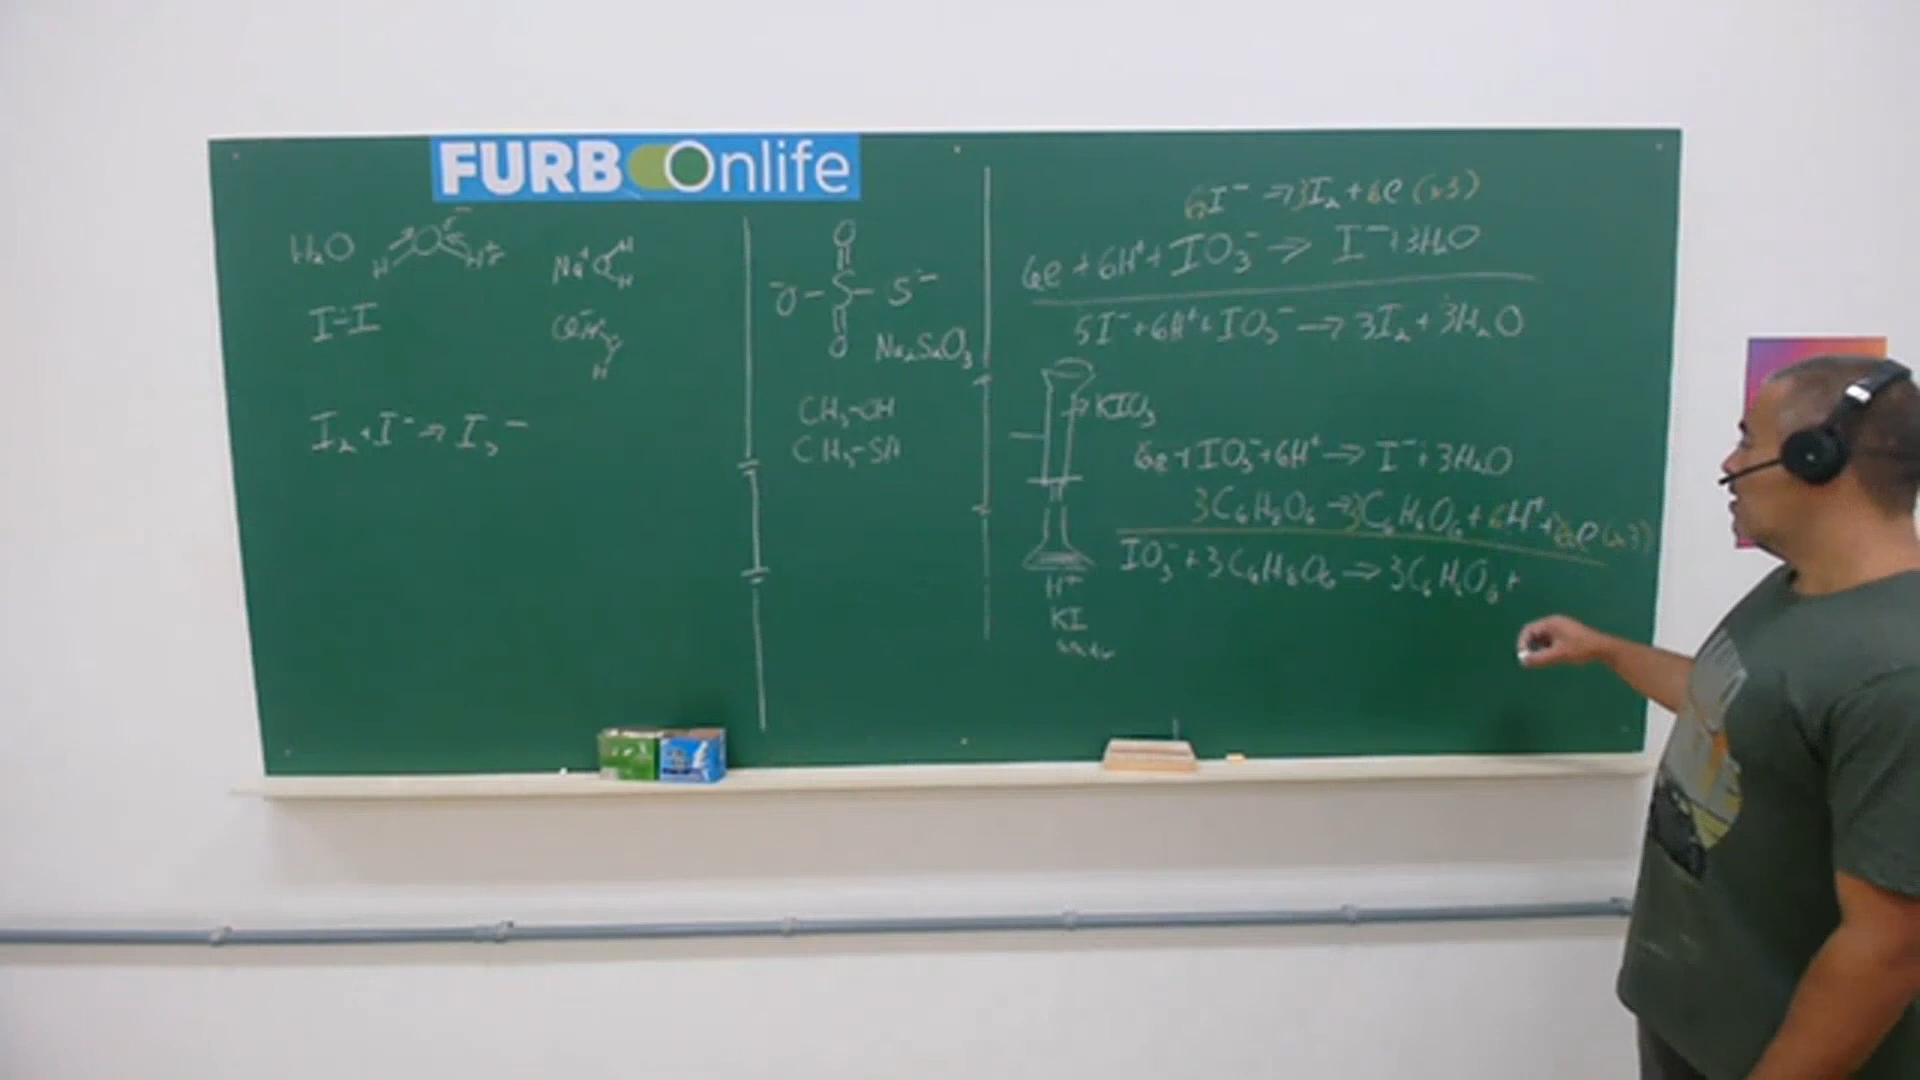 FURB Onlife
H₂O
H
O
H
Na⁺
O
H
H
I-I
H
I₂ + I⁻ → I₃⁻
O
⁻O - S - S⁻
O
Na₂S₂O₃
CH₃-OH
CH₃-SH
6I⁻ → 3I₂ + 6e (x3)
6e + 6H⁺ + IO₃⁻ → I⁻ + 3H₂O
5I⁻ + 6H⁺ + IO₃⁻ → 3I₂ + 3H₂O
KIO₃
H⁺
KI
6e + IO₃⁻ + 6H⁺ → I⁻ + 3H₂O
3C₆H₈O₆ → 3C₆H₆O₆ + 6H⁺ + 6e (x3)
IO₃⁻ + 3C₆H₈O₆ → 3C₆H₆O₆ +